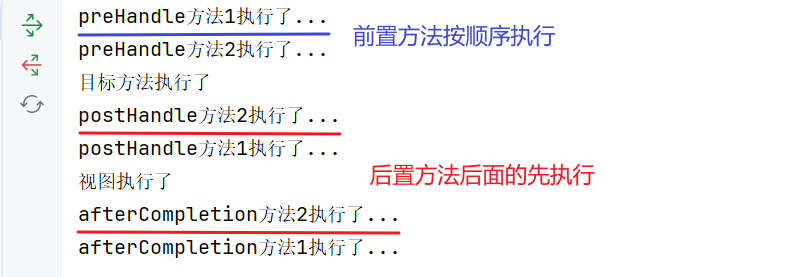 preHandle方法1执行了...
前置方法按顺序执行
preHandle方法2执行了...
目标方法执行了
postHandle方法2执行了...
postHandle方法1执行了...
视图执行了
后置方法后面的先执行
afterCompletion方法2执行了...
afterCompletion方法1执行了...